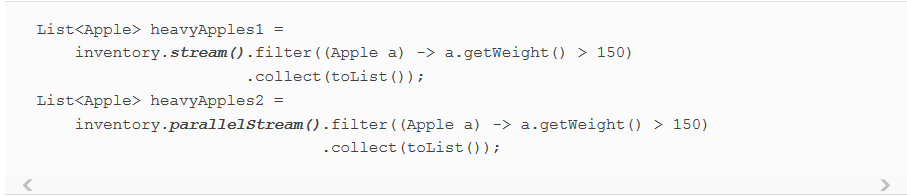 List<Apple> heavyApples1 =
inventory.stream().filter((Apple a) -> a.getWeight() > 150)
.collect(toList());
List<Apple> heavyApples2 =
inventory.parallelStream().filter((Apple a) -> a.getWeight() > 150)
.collect(toList());